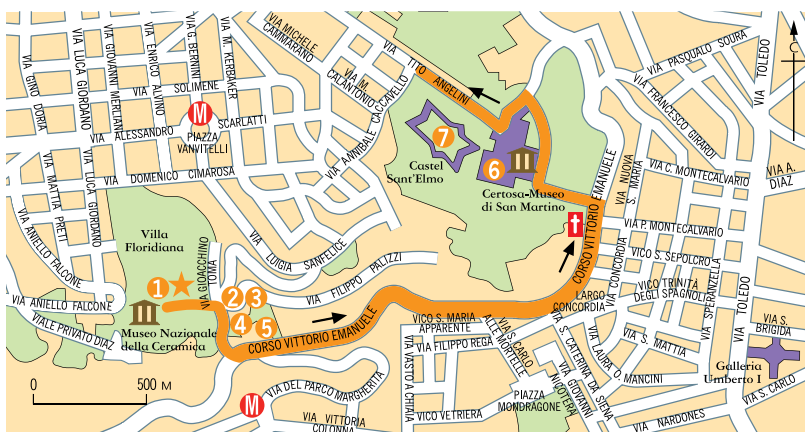 VIA MICHELE
CAMMARANO
VIA TITO ANGELINI
VIA M.
CALANTONIO
VIA ANNIBALE CACCAVELLO
VIA PASQUALO SOURA
VIA TOLEDO
VIA FRANCESCO GIRARDI
VIA GINO DORIA
VIA LUCA GIORDANO
VIA GIOVANNI MERLIANI
VIA ENRICO ALVINO
VIA G. BERNINI
VIA M. KERBAKER
VIA SOLIMENE
M
VIA ALESSANDRO SCARLATTI
PIAZZA
VANVITELLI
VIA DOMENICO CIMAROSA
VIA MATTIA PRETI
VIA LUCA GIORDANO
VIA ANIELLO FALCONE
7
Castel
Sant'Elmo
6
Certosa-Museo
di San Martino
CORSO VITTORIO EMANUELE
VIA NUOVA
S. MARIA
VIA C. MONTECALVARIO
VIA A.
DIAZ
VIA P. MONTECALVARIO
VICO S. SEPOLCRO
VIA CONCORDIA
VICO TRINITÀ
DEGLI SPAGNOLI
VIA SPERANZELLA
VIA TOLEDO
LARGO
CONCORDIA
Villa
Floridiana
VIA GIOACCHINO
TOMA
VIA LUIGIA SANFELICE
VIA FILIPPO PALIZZI
1
2
3
4
5
VIA ANIELLO FALCONE
VIALE PRIVATO DIAZ
Museo Nazionale
della Ceramica
CORSO VITTORIO EMANUELE
VICO S. MARIA
APPARENTE
VIA FILIPPO REGA
VIA S. CARLO
ALLE MORTELLE
VIA S. CATERINA DA SIENA
VIA GIOVANNI
NICOTERA
VIA LAURA O. MANCINI
VIA S. MATTIA
VIA S.
BRIGIDA
Galleria
Umberto I
VIA S. CARLO
VIA NARDONES
0
500 M
M
VIA DEL PARCO MARGHERITA
VIA VITTORIA
COLONNA
VIA VASTO A CHIAIA
VICO VETRIERA
PIAZZA
MONDRAGONE